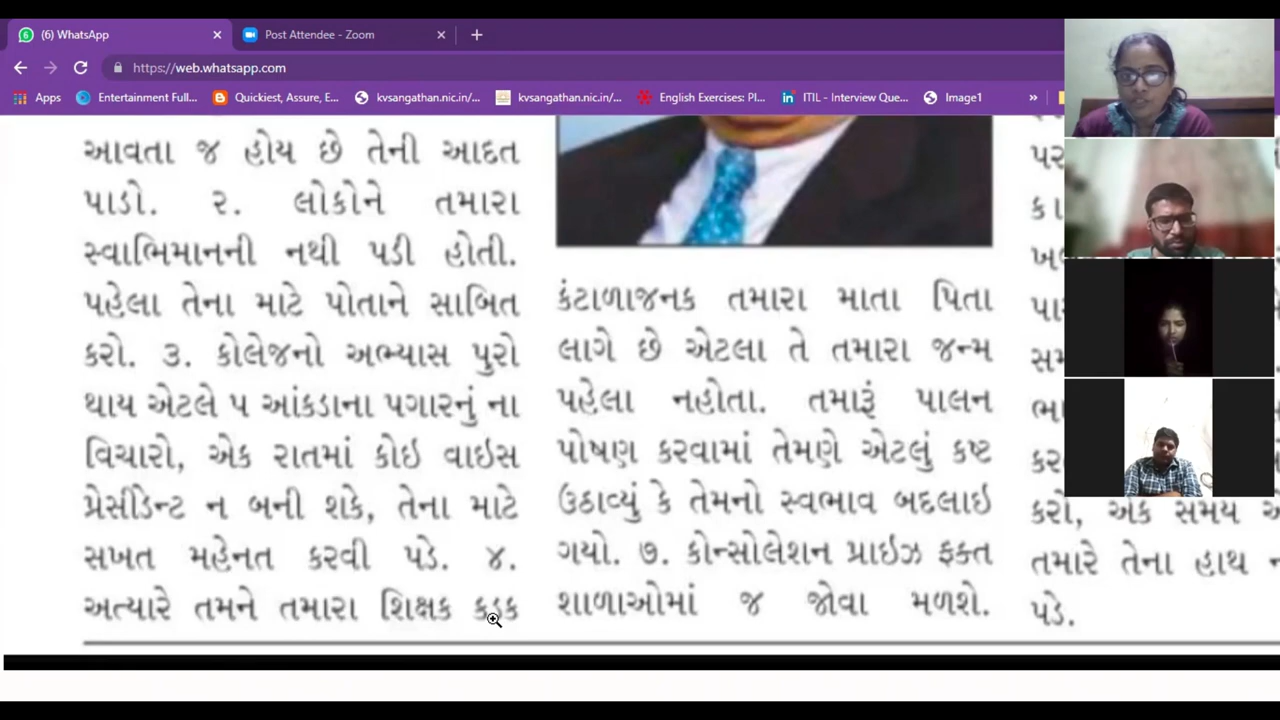 (6) WhatsApp
Post Attendee - Zoom
https://web.whatsapp.com
Apps
Entertainment Full...
Quickiest, Assure, E...
kvsangathan.nic.in/...
kvsangathan.nic.in/...
English Exercises: Pl...
ITIL - Interview Que...
Image1
»
આવતા જ હોય છે તેની આદત
પાડો. ૨. લોકોને તમારા
સ્વાભિમાનની નથી પડી હોતી.
પહેલા તેના માટે પોતાને સાબિત
કરો. ૩. કોલેજનો અભ્યાસ પુરો
થાય એટલે ૫ આંકડાના પગારનું ના
વિચારો, એક રાતમાં કોઇ વાઇસ
પ્રેસીડેન્ટ ન બની શકે, તેના માટે
સખત મહેનત કરવી પડે. ૪.
અત્યારે તમને તમારા શિક્ષક કડક
કંટાળાજનક તમારા માતા પિતા
લાગે છે એટલા તે તમારા જન્મ
પહેલા નહોતા. તમારૂં પાલન
પોષણ કરવામાં તેમણે એટલું કષ્ટ
ઉઠાવ્યું કે તેમનો સ્વભાવ બદલાઇ
ગયો. ૭. કોન્સોલેશન પ્રાઇઝ ફક્ત
શાળાઓમાં જ જોવા મળશે.
કરો, એક સમય
તમારે તેના હાથ
પડે.